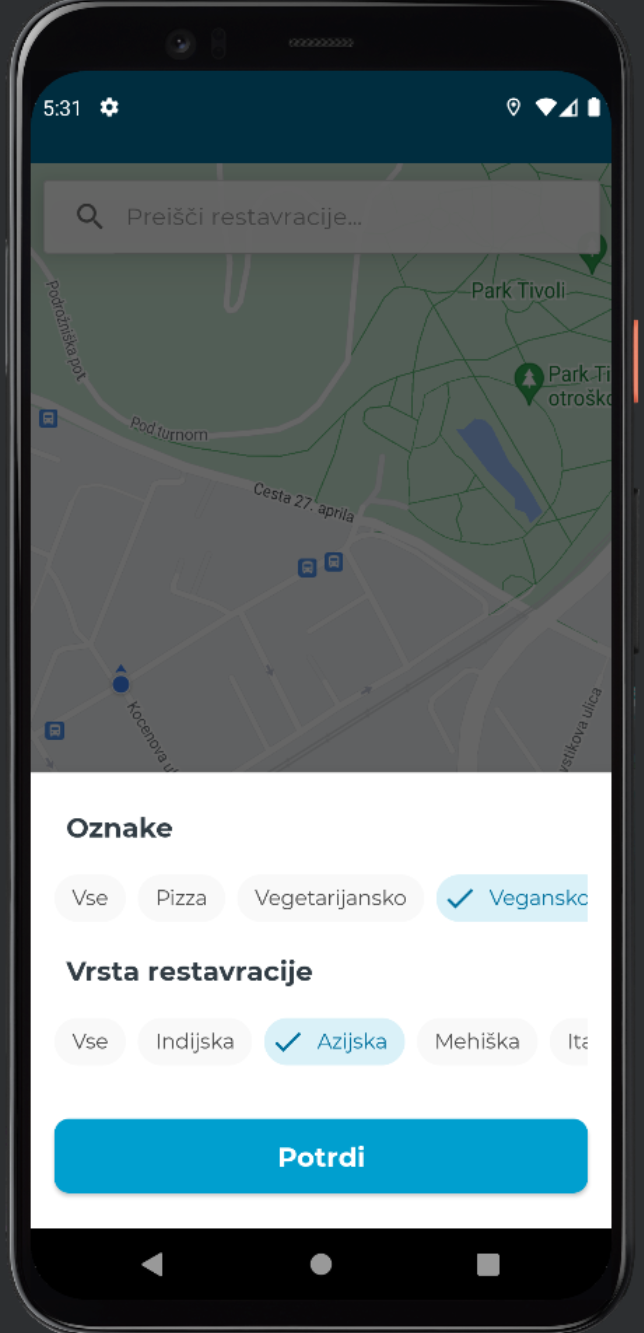 5:31
Preišči restavracije...
Park Tivoli
Podrožniška pot
Park Ti
otroško
Pod turnom
Cesta 27. aprila
Kocenova u
vstikova ulica
Oznake
Vse
Pizza
Vegetarijansko
Vegansko
Vrsta restavracije
Vse
Indijska
Azijska
Mehiška
Ita
Potrdi